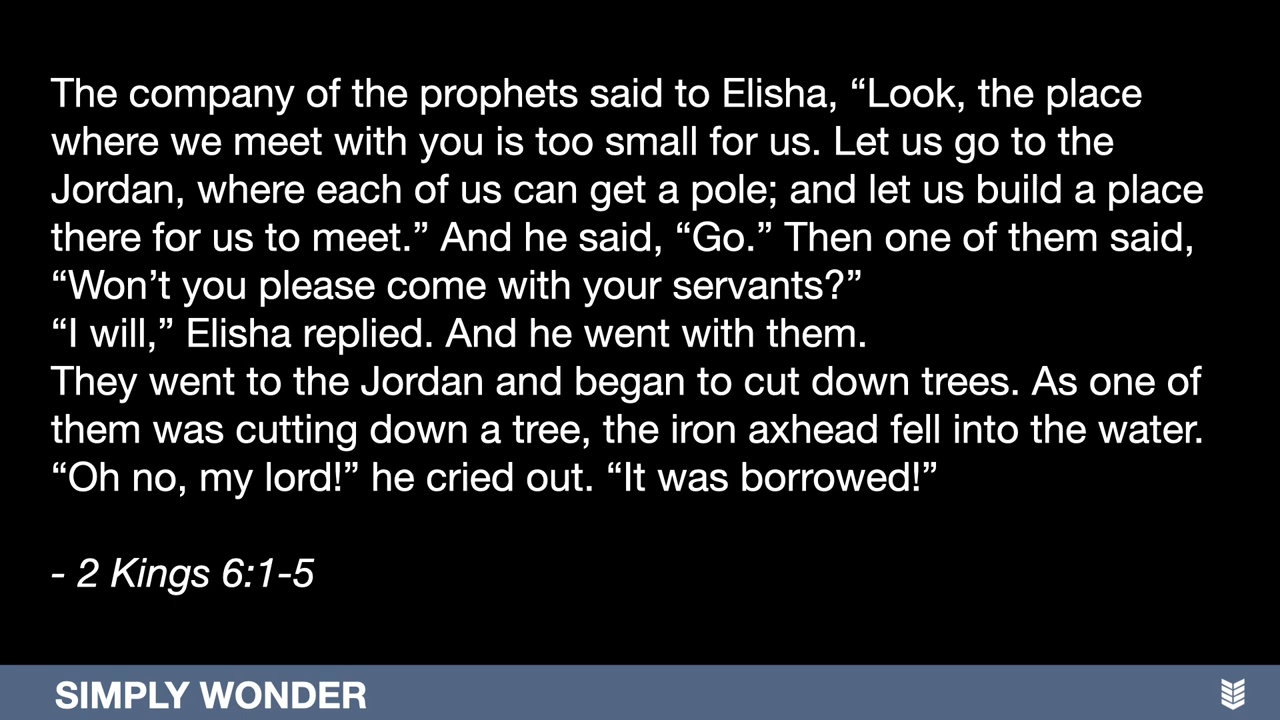 The company of the prophets said to Elisha, “Look, the place
where we meet with you is too small for us. Let us go to the
Jordan, where each of us can get a pole; and let us build a place
there for us to meet.” And he said, “Go.” Then one of them said,
“Won’t you please come with your servants?”
“I will,” Elisha replied. And he went with them.
They went to the Jordan and began to cut down trees. As one of
them was cutting down a tree, the iron axhead fell into the water.
“Oh no, my lord!” he cried out. “It was borrowed!”
- 2 Kings 6:1-5
SIMPLY WONDER